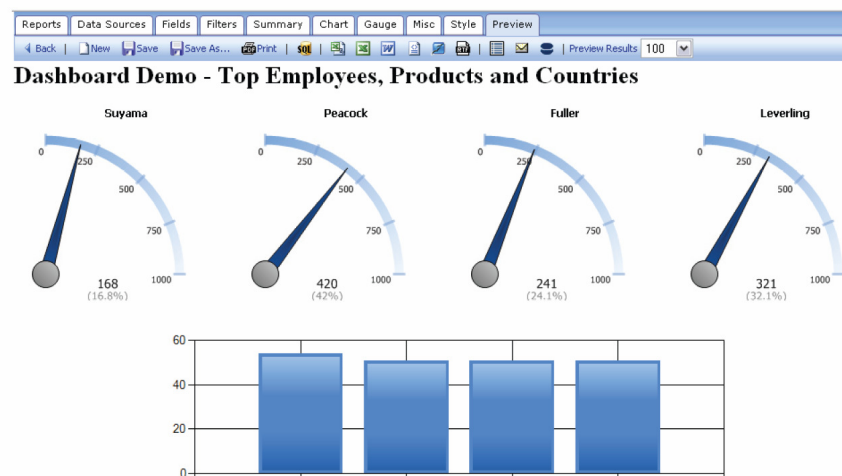 Reports Data Sources Fields Filters Summary Chart Gauge Misc Style Preview
Back | New Save Save As... Print | SQL | Preview Results 100
Dashboard Demo - Top Employees, Products and Countries
Suyama Peacock Fuller Leverling
0 250 500 750 1000
168
(16.8%)
0 250 500 750 1000
420
(42%)
0 250 500 750 1000
241
(24.1%)
0 250 500 750 1000
321
(32.1%)
60
40
20
0